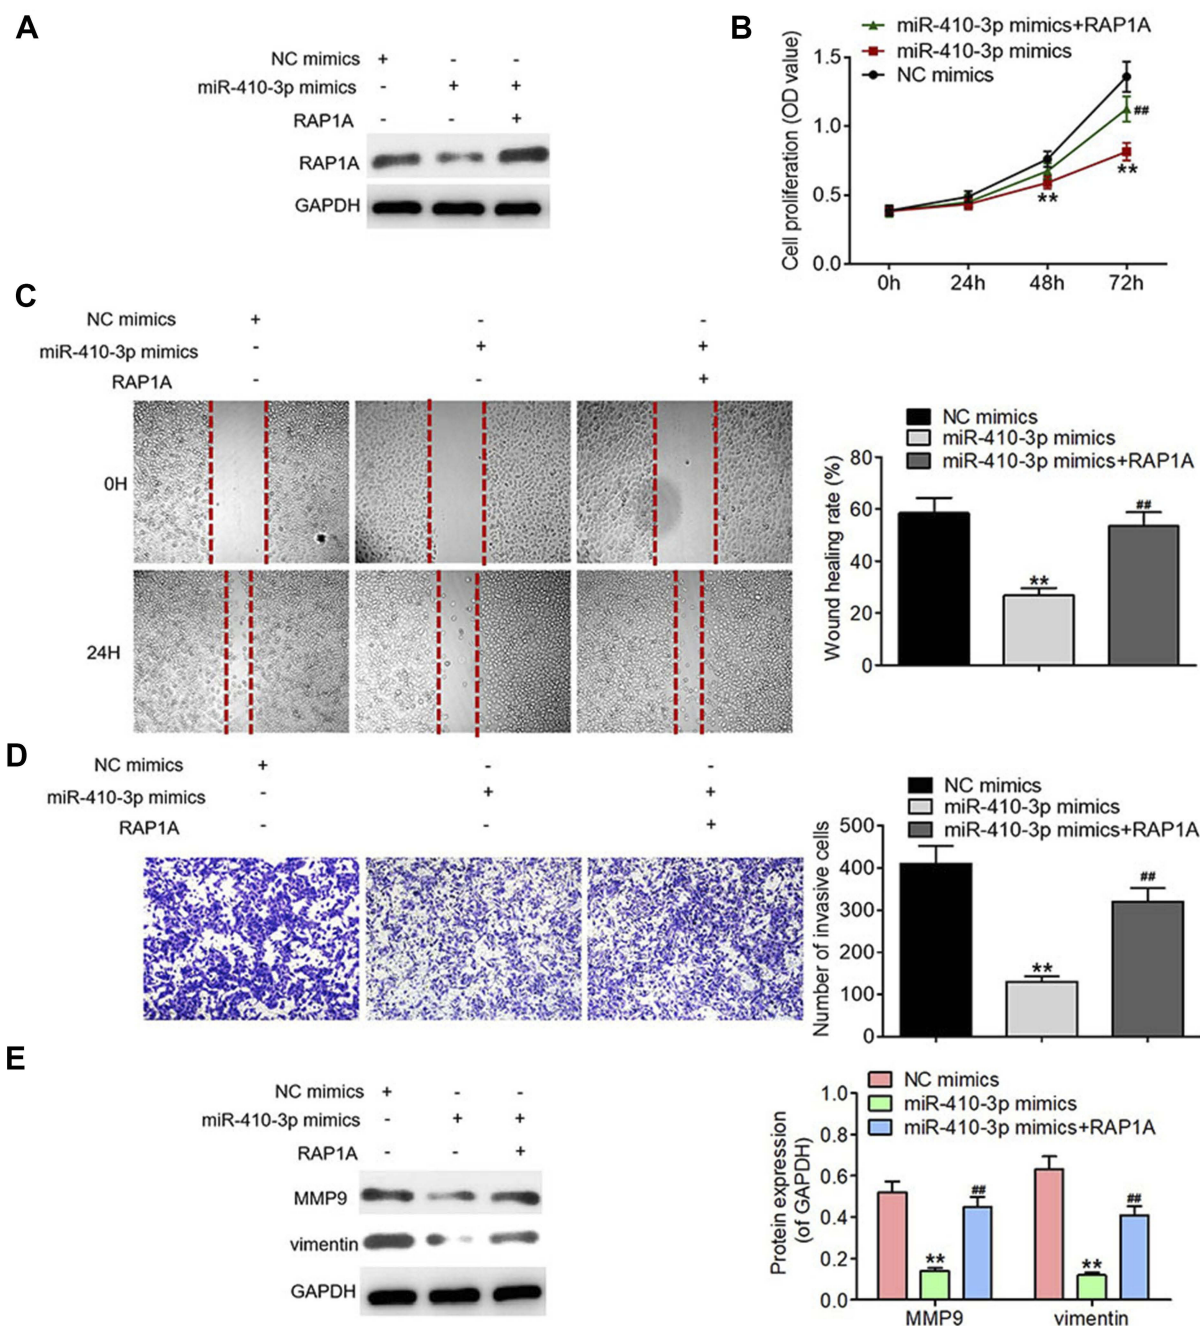 A
NC mimics + - -
miR-410-3p mimics - + +
RAP1A - - +
RAP1A
GAPDH
B
miR-410-3p mimics+RAP1A
miR-410-3p mimics
NC mimics
Cell proliferation (OD value)
1.5
1.0
0.5
0.0
##
**
**
0h 24h 48h 72h
C
NC mimics + - -
miR-410-3p mimics - + +
RAP1A - - +
0H
24H
NC mimics
miR-410-3p mimics
miR-410-3p mimics+RAP1A
Wound healing rate (%)
80
60
40
20
0
**
##
D
NC mimics + - -
miR-410-3p mimics - + +
RAP1A - - +
NC mimics
miR-410-3p mimics
miR-410-3p mimics+RAP1A
Number of invasive cells
500
400
300
200
100
0
**
##
E
NC mimics + - -
miR-410-3p mimics - + +
RAP1A - - +
MMP9
vimentin
GAPDH
NC mimics
miR-410-3p mimics
miR-410-3p mimics+RAP1A
Protein expression
(of GAPDH)
1.0
0.8
0.6
0.4
0.2
0.0
**
##
**
##
MMP9 vimentin